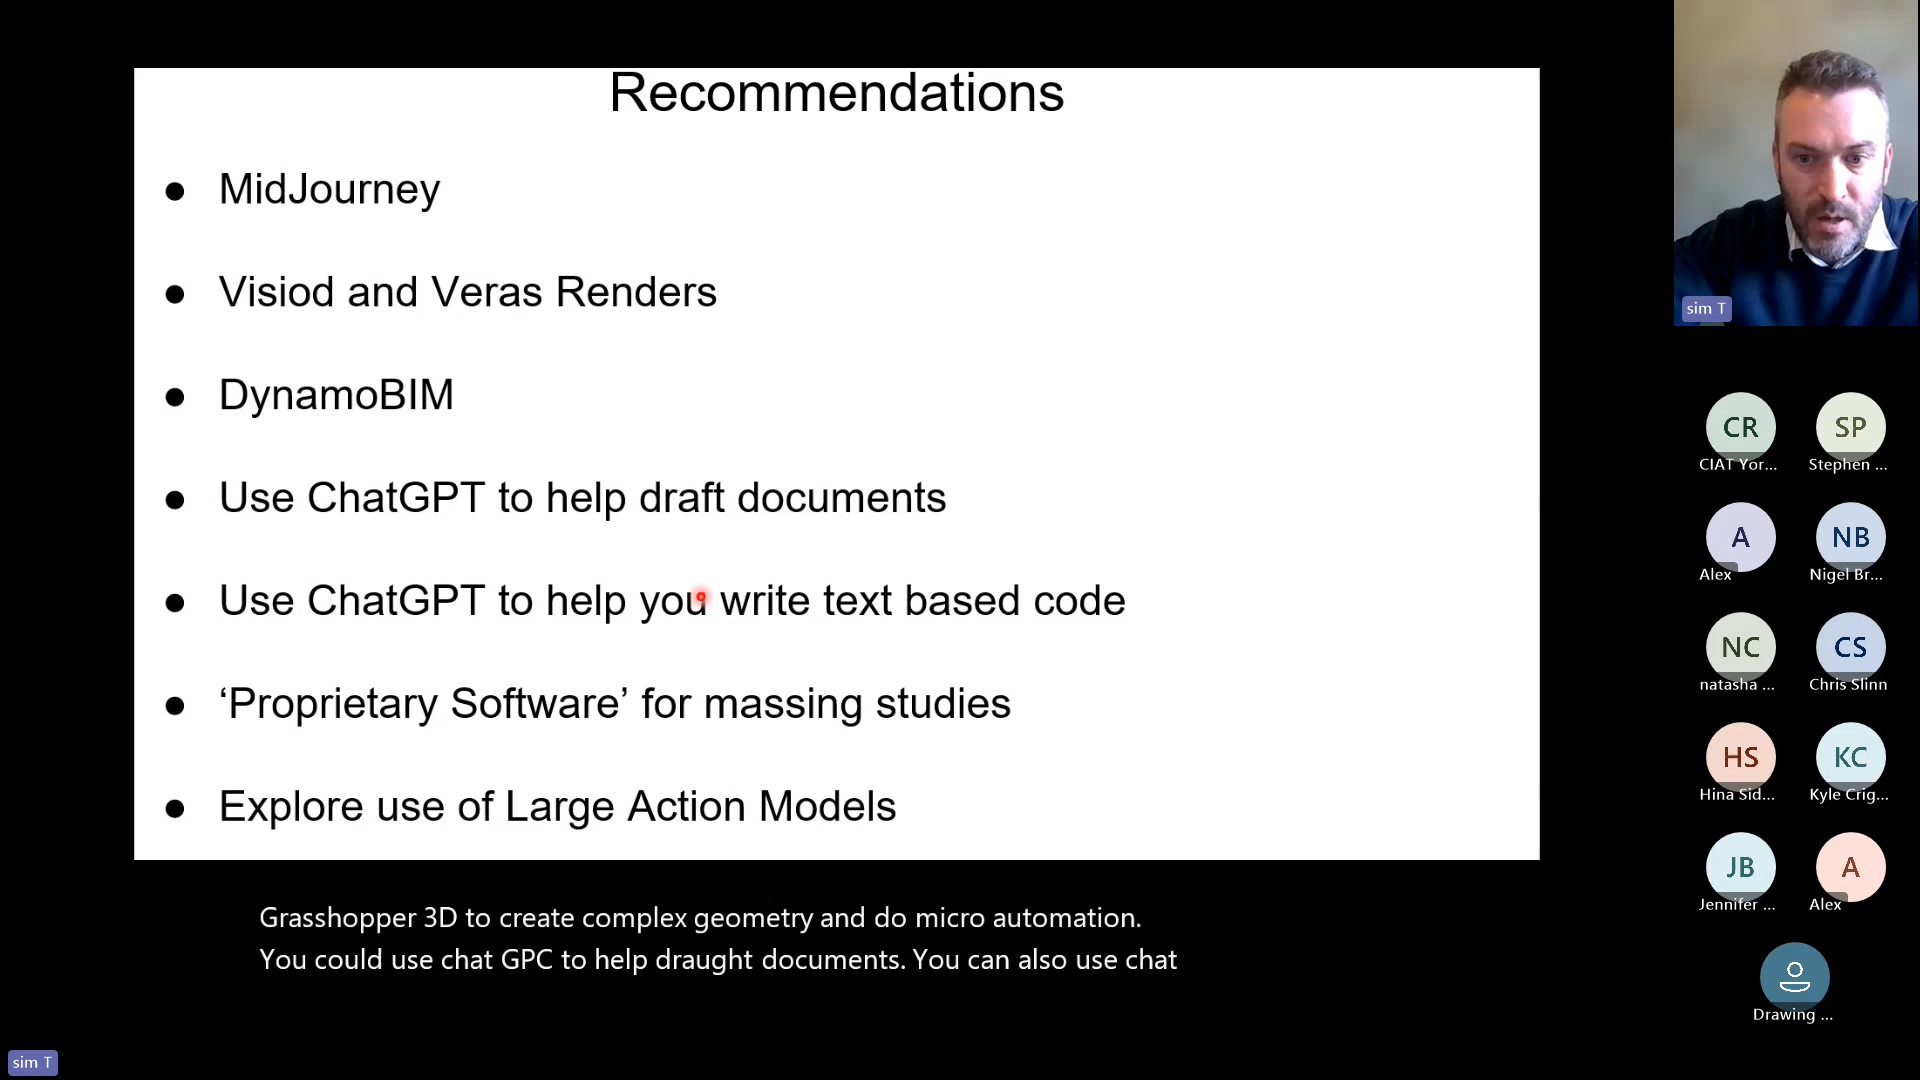 Recommendations
● MidJourney
● Visiod and Veras Renders
● DynamoBIM
● Use ChatGPT to help draft documents
● Use ChatGPT to help you write text based code
● ‘Proprietary Software’ for massing studies
● Explore use of Large Action Models
Grasshopper 3D to create complex geometry and do micro automation.
You could use chat GPC to help draught documents. You can also use chat
sim T
sim T
CR SP
CIAT Yor... Stephen ...
A NB
Alex Nigel Br...
NC CS
natasha ... Chris Slinn
HS KC
Hina Sid... Kyle Crig...
JB A
Jennifer ... Alex
Drawing ...